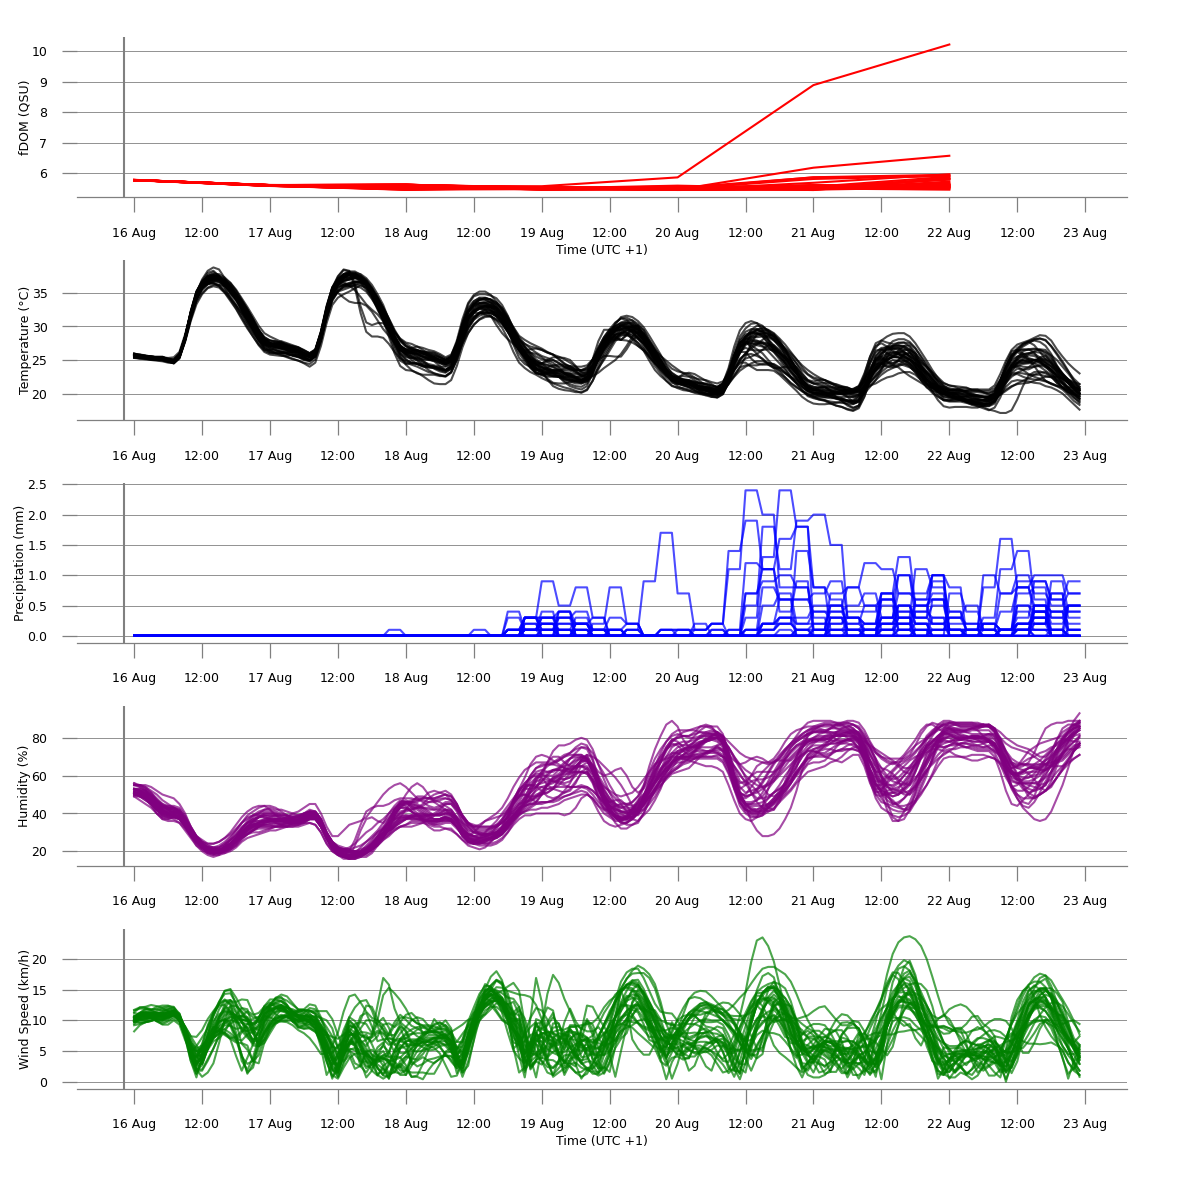 10
9
8
7
6
fDOM (QSU)
16 Aug 12:00 17 Aug 12:00 18 Aug 12:00 19 Aug 12:00 20 Aug 12:00 21 Aug 12:00 22 Aug 12:00 23 Aug
Time (UTC +1)
35
30
25
20
Temperature (°C)
16 Aug 12:00 17 Aug 12:00 18 Aug 12:00 19 Aug 12:00 20 Aug 12:00 21 Aug 12:00 22 Aug 12:00 23 Aug
2.5
2.0
1.5
1.0
0.5
0.0
Precipitation (mm)
16 Aug 12:00 17 Aug 12:00 18 Aug 12:00 19 Aug 12:00 20 Aug 12:00 21 Aug 12:00 22 Aug 12:00 23 Aug
80
60
40
20
Humidity (%)
16 Aug 12:00 17 Aug 12:00 18 Aug 12:00 19 Aug 12:00 20 Aug 12:00 21 Aug 12:00 22 Aug 12:00 23 Aug
20
15
10
5
0
Wind Speed (km/h)
16 Aug 12:00 17 Aug 12:00 18 Aug 12:00 19 Aug 12:00 20 Aug 12:00 21 Aug 12:00 22 Aug 12:00 23 Aug
Time (UTC +1)